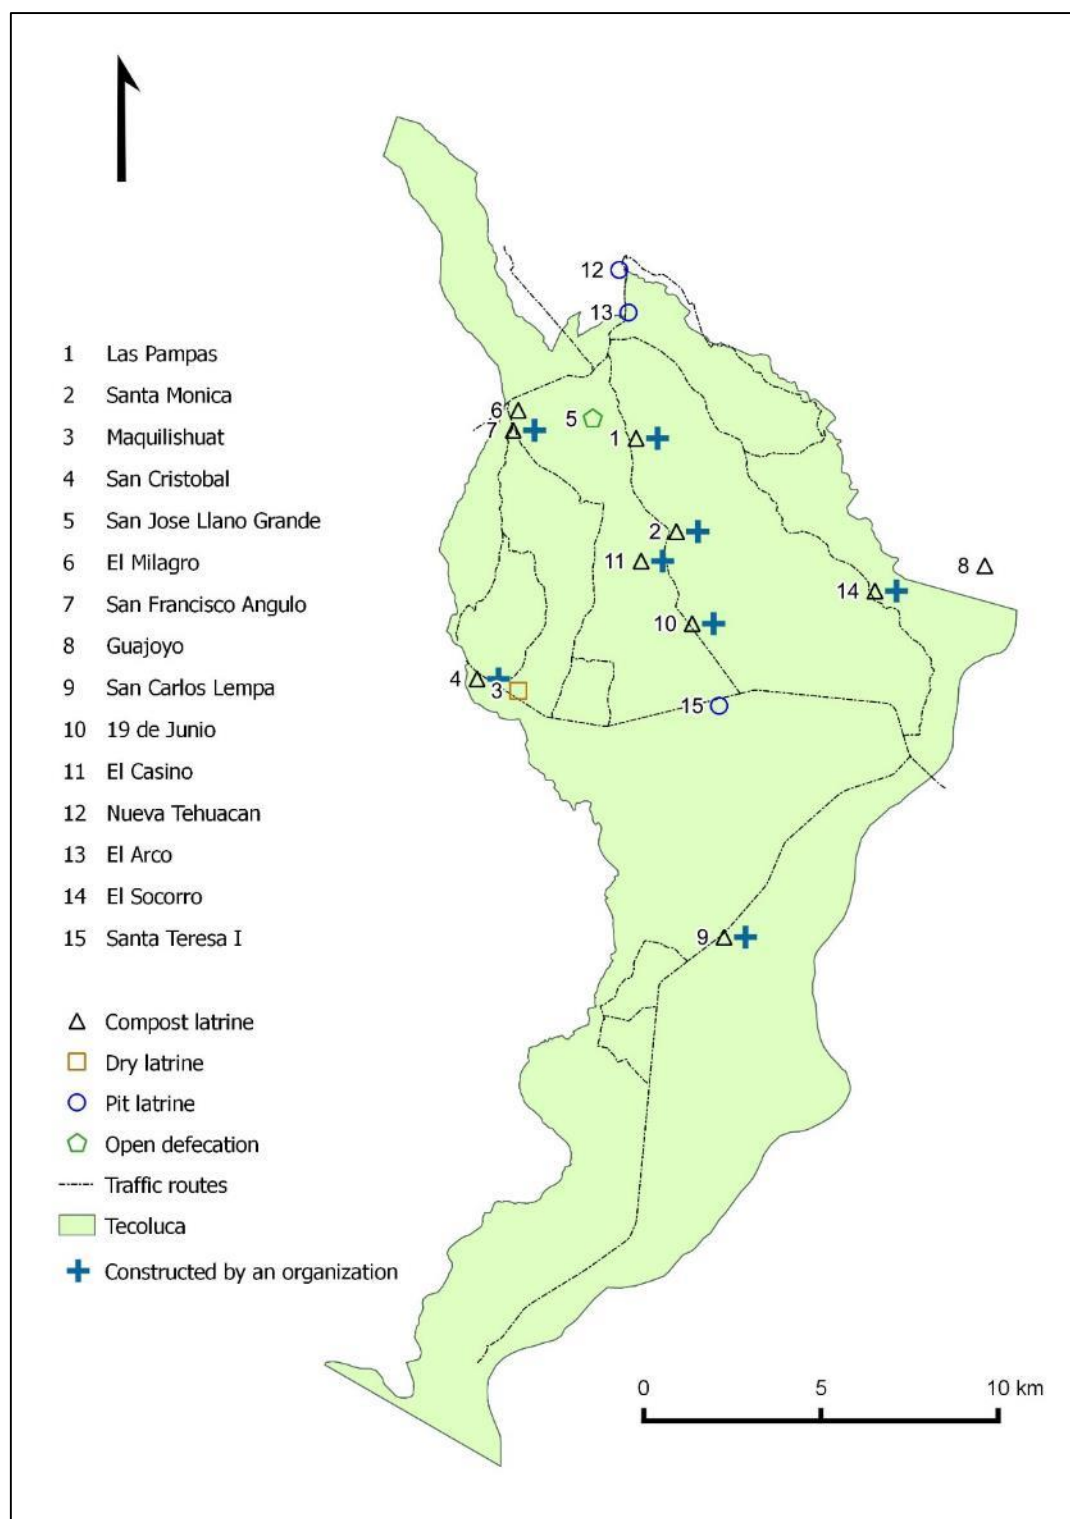 12
13
6
5
7
1
2
11
8
14
10
4
3
15
9
1 Las Pampas
2 Santa Monica
3 Maquilishuat
4 San Cristobal
5 San Jose Llano Grande
6 El Milagro
7 San Francisco Angulo
8 Guajoyo
9 San Carlos Lempa
10 19 de Junio
11 El Casino
12 Nueva Tehuacan
13 El Arco
14 El Socorro
15 Santa Teresa I
Compost latrine
Dry latrine
Pit latrine
Open defecation
Traffic routes
Tecoluca
Constructed by an organization
0 5 10 km